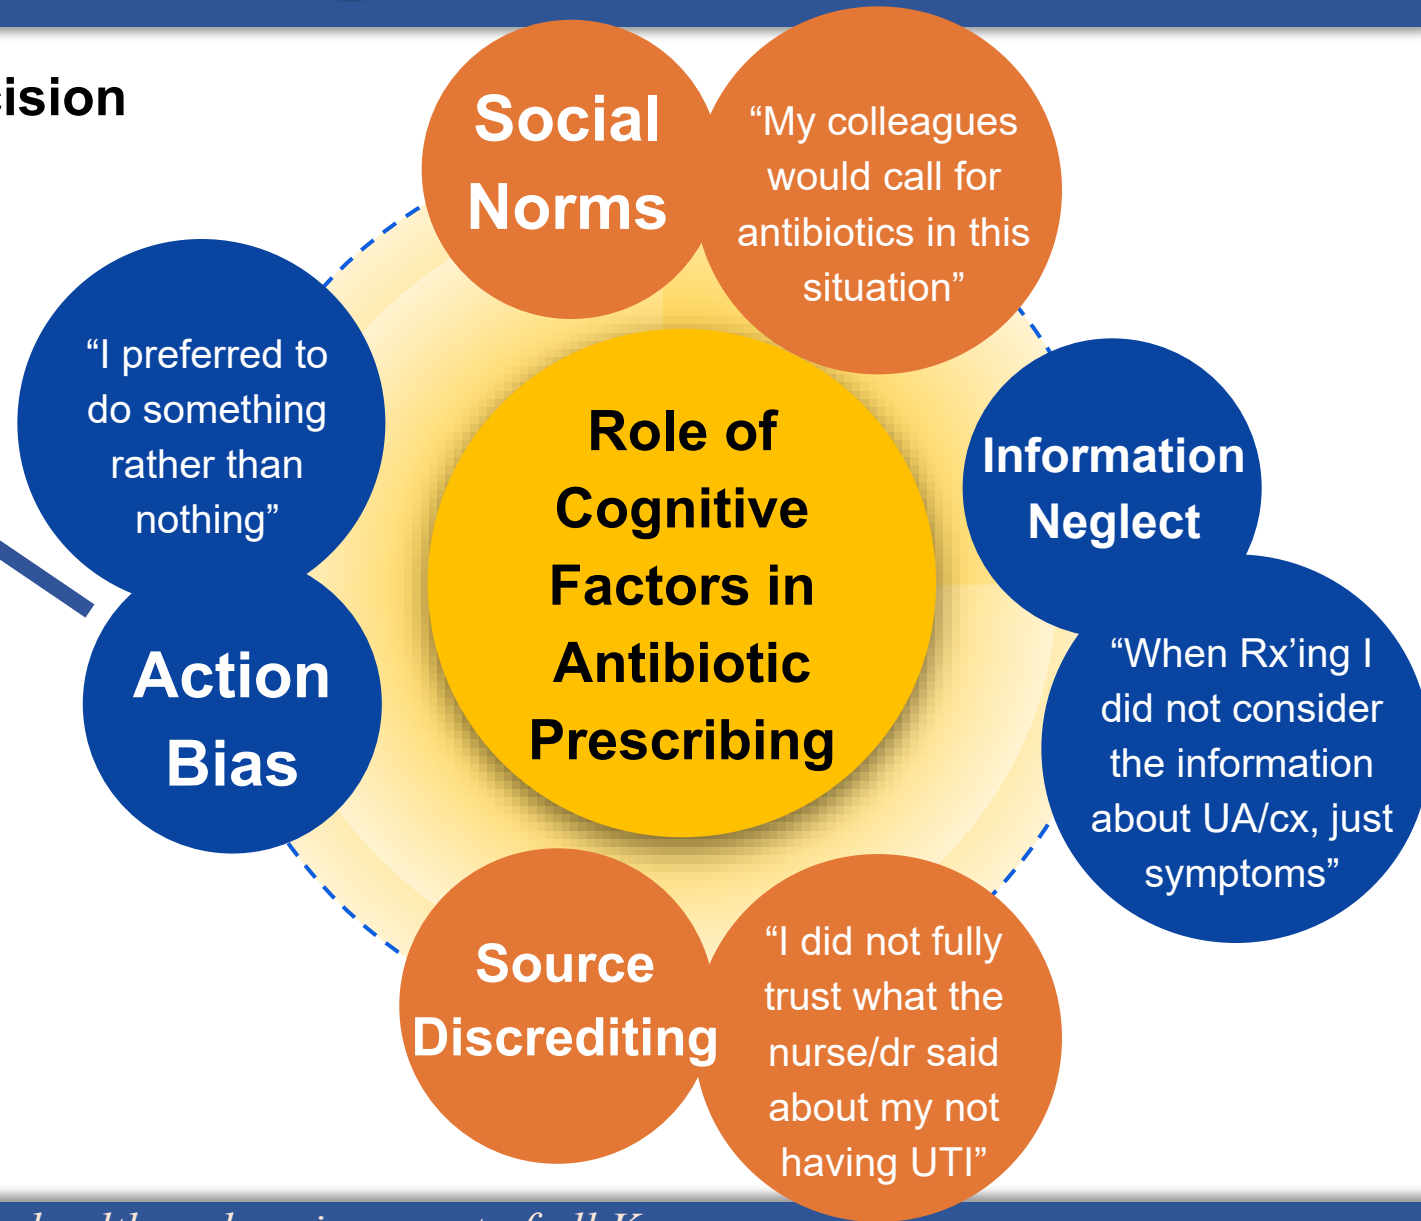 Social
Norms
“My colleagues
would call for
antibiotics in this
situation”
“I preferred to
do something
rather than
nothing”
Action
Bias
Role of
Cognitive
Factors in
Antibiotic
Prescribing
Information
Neglect
“When Rx’ing I
did not consider
the information
about UA/cx, just
symptoms”
Source
Discrediting
“I did not fully
trust what the
nurse/dr said
about my not
having UTI”